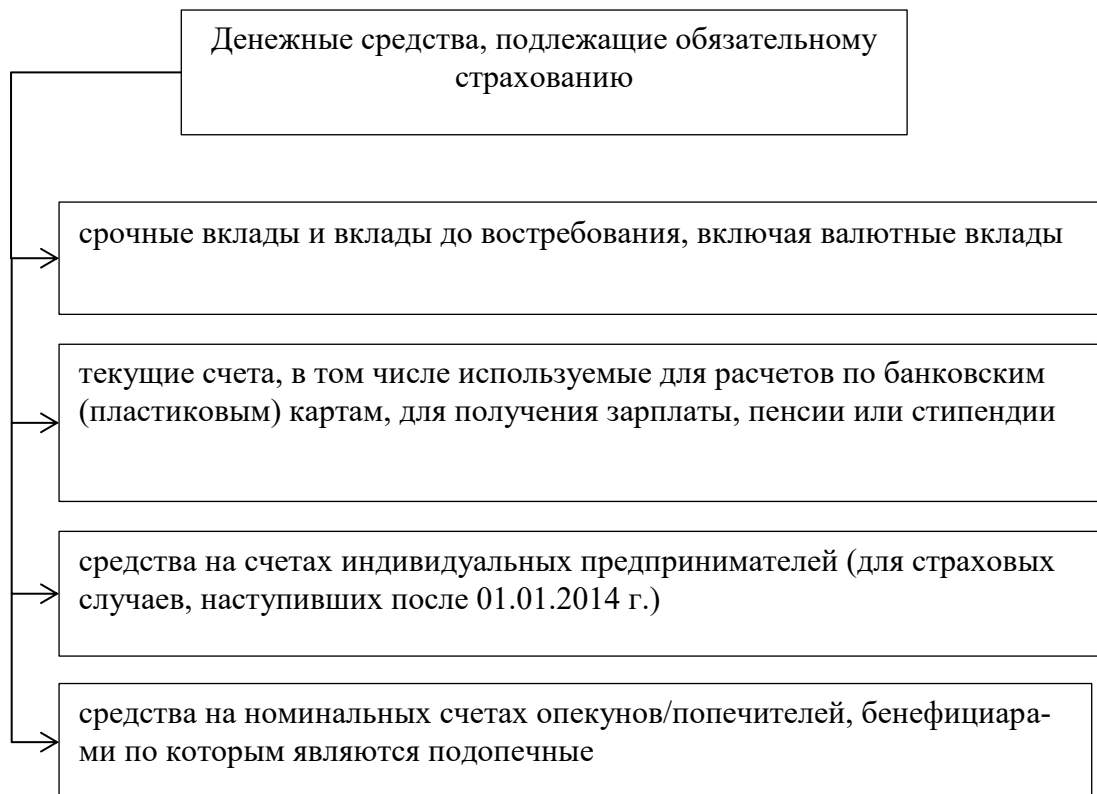 Денежные средства, подлежащие обязательному
страхованию
срочные вклады и вклады до востребования, включая валютные вклады
текущие счета, в том числе используемые для расчетов по банковским
(пластиковым) картам, для получения зарплаты, пенсии или стипендии
средства на счетах индивидуальных предпринимателей (для страховых
случаев, наступивших после 01.01.2014 г.)
средства на номинальных счетах опекунов/попечителей, бенефициара-
ми по которым являются подопечные